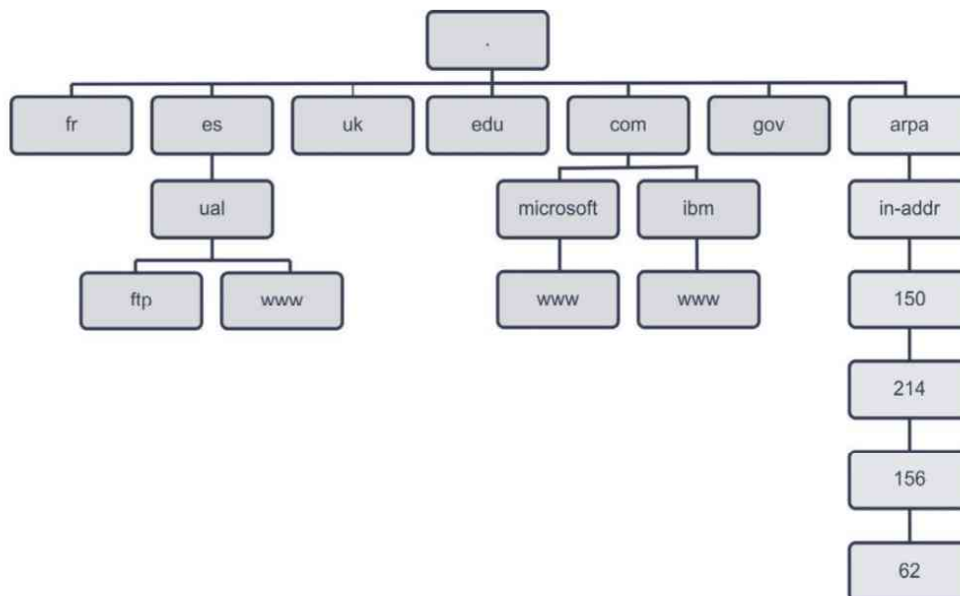 .
fr es uk edu com gov arpa
ual microsoft ibm in-addr
ftp www www www 150
214
156
62